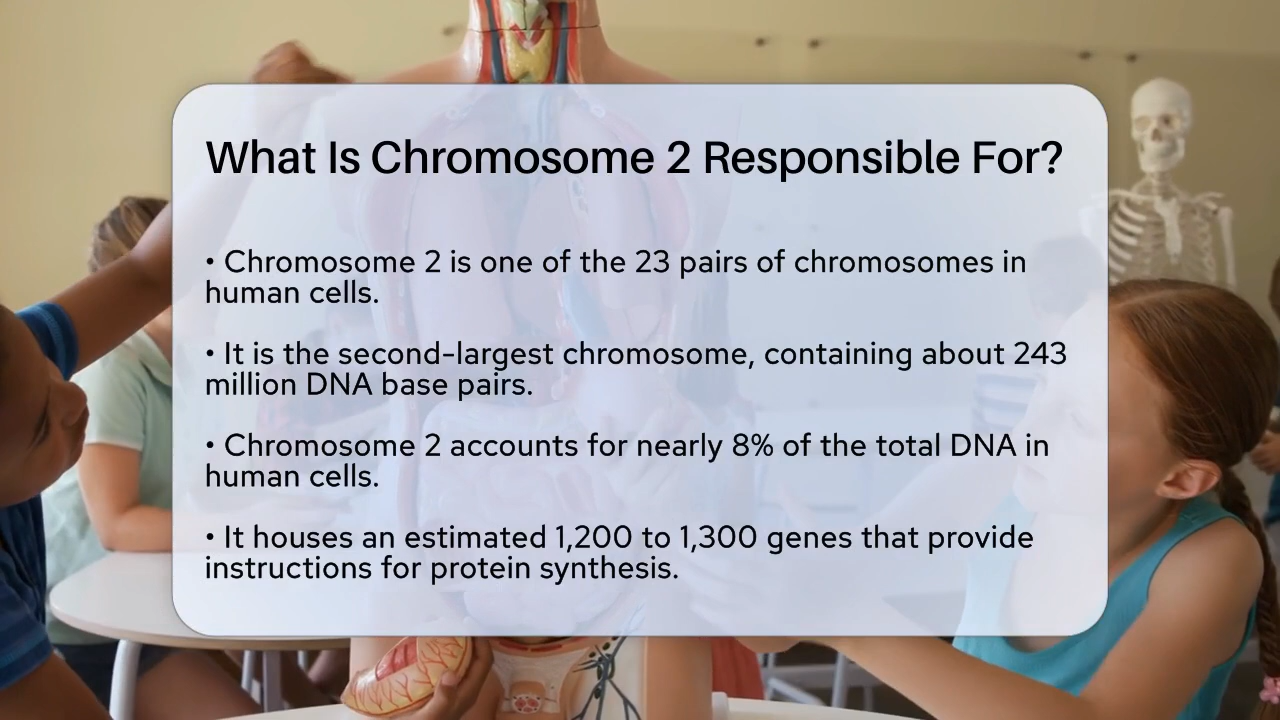 What Is Chromosome 2 Responsible For?
• Chromosome 2 is one of the 23 pairs of chromosomes in
human cells.
• It is the second-largest chromosome, containing about 243
million DNA base pairs.
• Chromosome 2 accounts for nearly 8% of the total DNA in
human cells.
• It houses an estimated 1,200 to 1,300 genes that provide
instructions for protein synthesis.